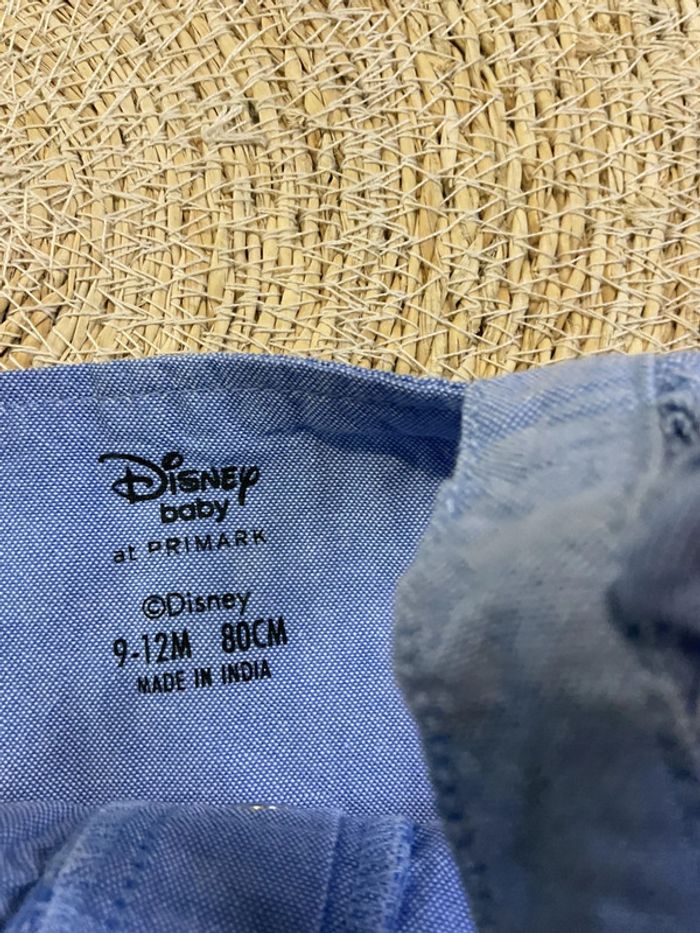 Disney
baby
at PRIMARK
©Disney
9-12M 80CM
MADE IN INDIA